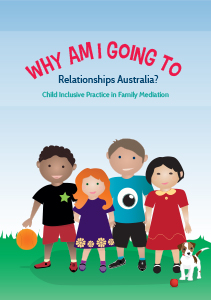 WHY AM I GOING TO
Relationships Australia?
Child Inclusive Practice in Family Mediation